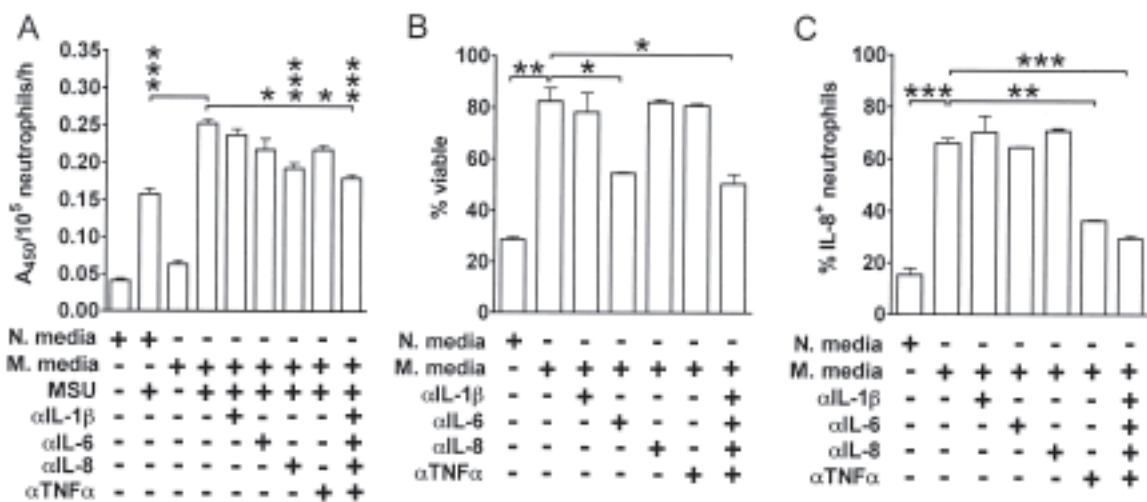 A
B
C
***
*
***
*
***
**
*
*
***
**
***
0.35
0.30
0.25
0.20
0.15
0.10
0.05
0.00
A450/10⁵ neutrophils/h
100
80
60
40
20
0
% viable
100
80
60
40
20
0
% IL-8⁺ neutrophils
N. media + + - - - - - - -
M. media - - + + + + + + +
MSU - + - + + + + + +
αIL-1β - - - - + - - - +
αIL-6 - - - - - + - - +
αIL-8 - - - - - - + - +
αTNFα - - - - - - - + +
N. media + - - - - - -
M. media - + + + + + +
αIL-1β - - + - - - +
αIL-6 - - - + - - +
αIL-8 - - - - + - +
αTNFα - - - - - + +
N. media + - - - - - -
M. media - + + + + + +
αIL-1β - - + - - - +
αIL-6 - - - + - - +
αIL-8 - - - - + - +
αTNFα - - - - - + +